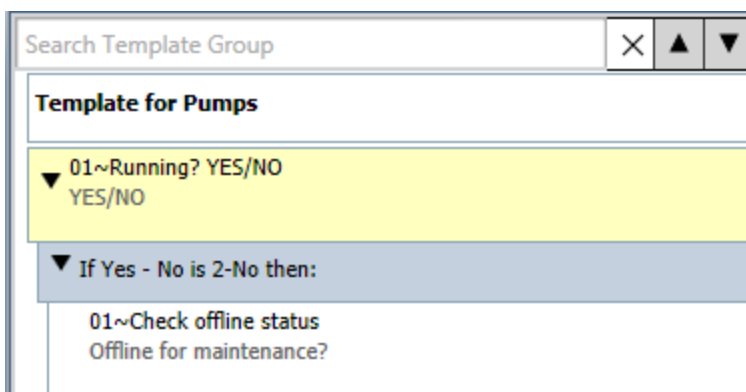 Search Template Group
Template for Pumps
01~Running? YES/NO
YES/NO
If Yes - No is 2-No then:
01~Check offline status
Offline for maintenance?